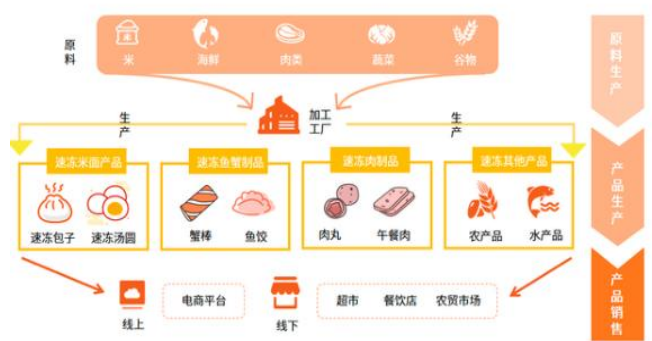 原料
米 海鲜 肉类 蔬菜 谷物
原料生产
生产
加工
工厂
生产
速冻米面产品 速冻鱼蟹制品 速冻肉制品 速冻其他产品
速冻包子 速冻汤圆 蟹棒 鱼饺 肉丸 午餐肉 农产品 水产品
产品生产
线上
电商平台
线下
超市 餐饮店 农贸市场
产品销售